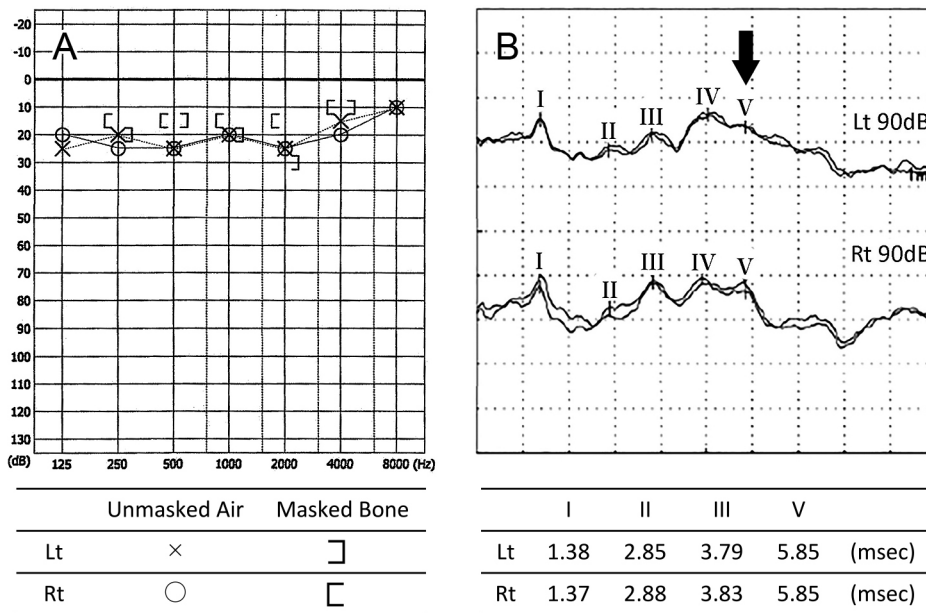 A
-20
-10
0
10
20
30
40
50
60
70
80
90
100
110
120
130
(dB)
125 250 500 1000 2000 4000 8000 (Hz)
Unmasked Air Masked Bone
Lt × ]
Rt ○ [
B
I II III IV V
Lt 90dB
I II III IV V
Rt 90dB
I II III V
Lt 1.38 2.85 3.79 5.85 (msec)
Rt 1.37 2.88 3.83 5.85 (msec)